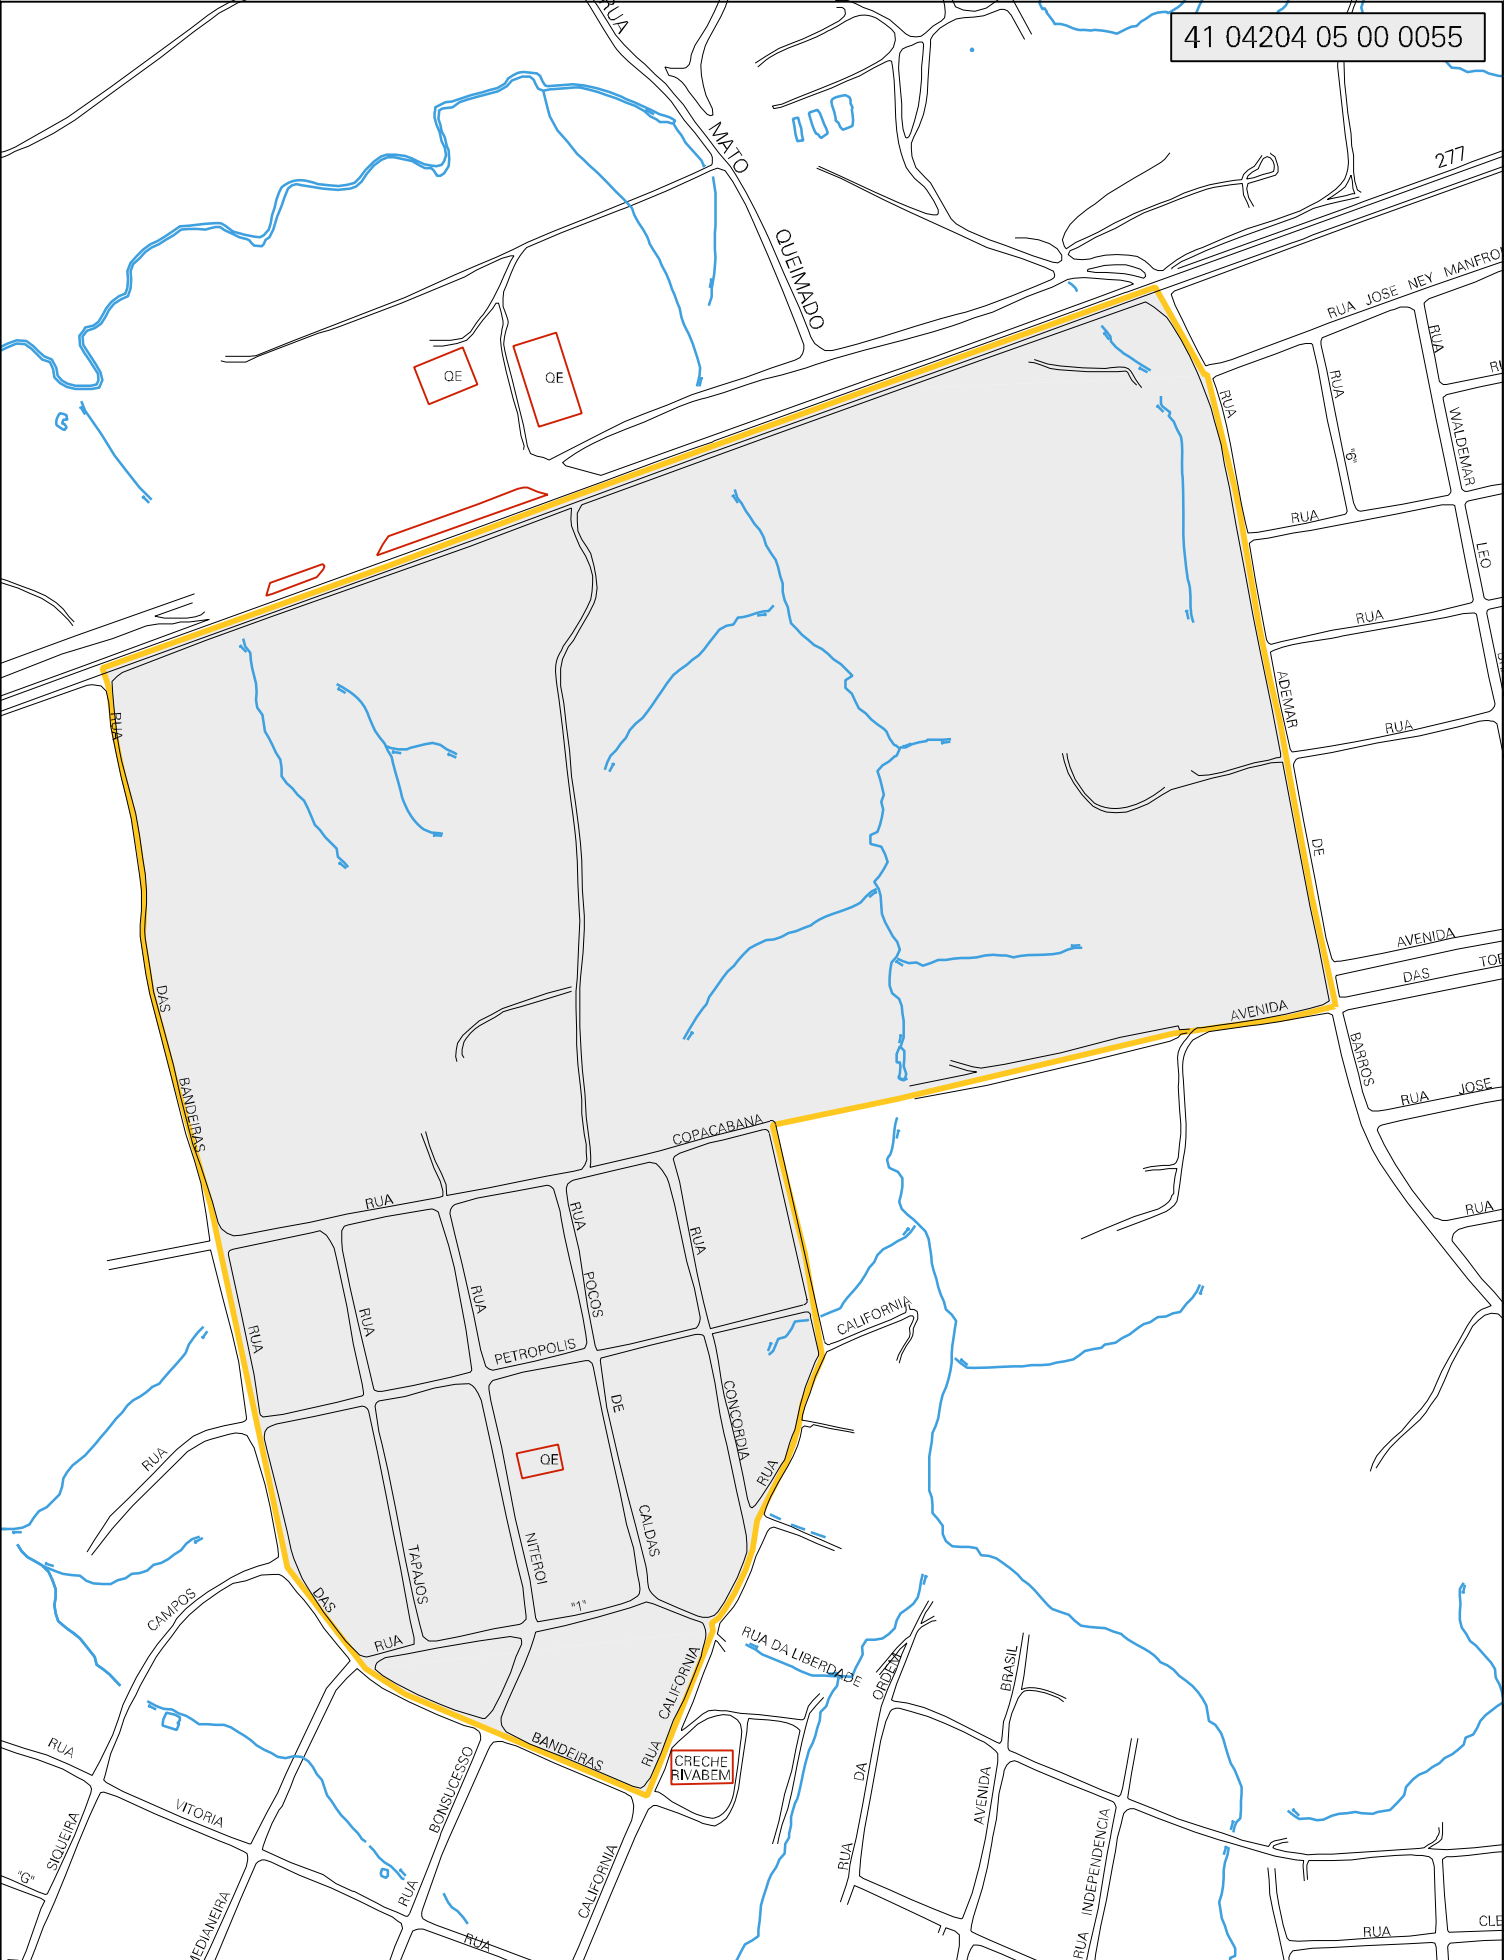 41 04204 05 00 0055
RUA
MATO
QUEIMADO
277
RUA JOSE NEY MANFRO
RUA
RUA
RUA
QE
QE
WALDEMAR
"6"
RUA
LEO
RUA
RUA
ADEMAR
RUA
DE
AVENIDA
DAS TOR
AVENIDA
DAS
BARROS
RUA JOSE
BANDEIRAS
COPACABANA
RUA
RUA
RUA
RUA
RUA
POCOS
RUA
RUA
RUA
CALIFORNIA
PETROPOLIS
DE
CONCORDIA
QE
RUA
RUA
CALDAS
NITEROI
TAPAJOS
DAS
CAMPOS
"1"
RUA
RUA DA LIBERDADE
ORDEM
BRASIL
CALIFORNIA
RUA
BANDEIRAS
RUA
CRECHE
RIVABEM
DA
AVENIDA
BONSUCESSO
VITORIA
SIQUEIRA
"G"
RUA
INDEPENDENCIA
CALIFORNIA
RUA
MEDIANEIRA
RUA
RUA
RUA
CLE